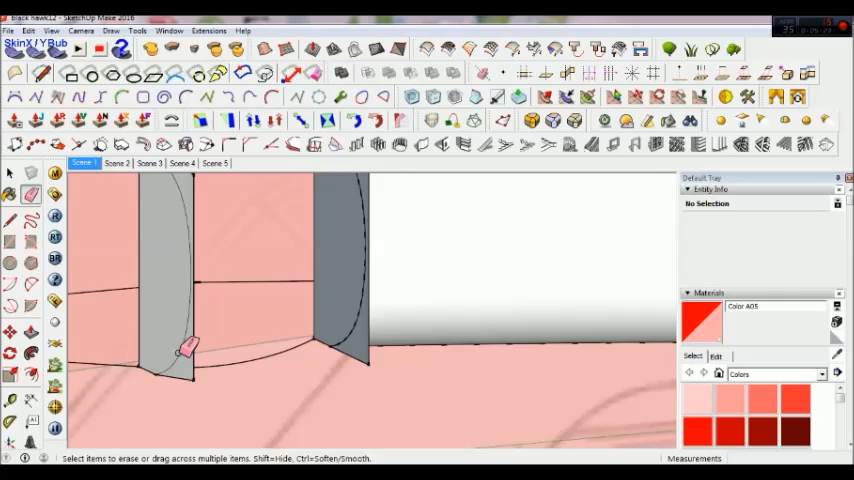 black hawk12 - SketchUp Make 2016
File Edit View Camera Draw Tools Window Extensions Help
SkinX/YBub
Scene 1 Scene 2 Scene 3 Scene 4 Scene 5
Default Tray
Entity Info
No Selection
Materials
Color A05
Select Edit
Colors
Select items to erase or drag across multiple items. Shift=Hide, Ctrl=Soften/Smooth.
Measurements